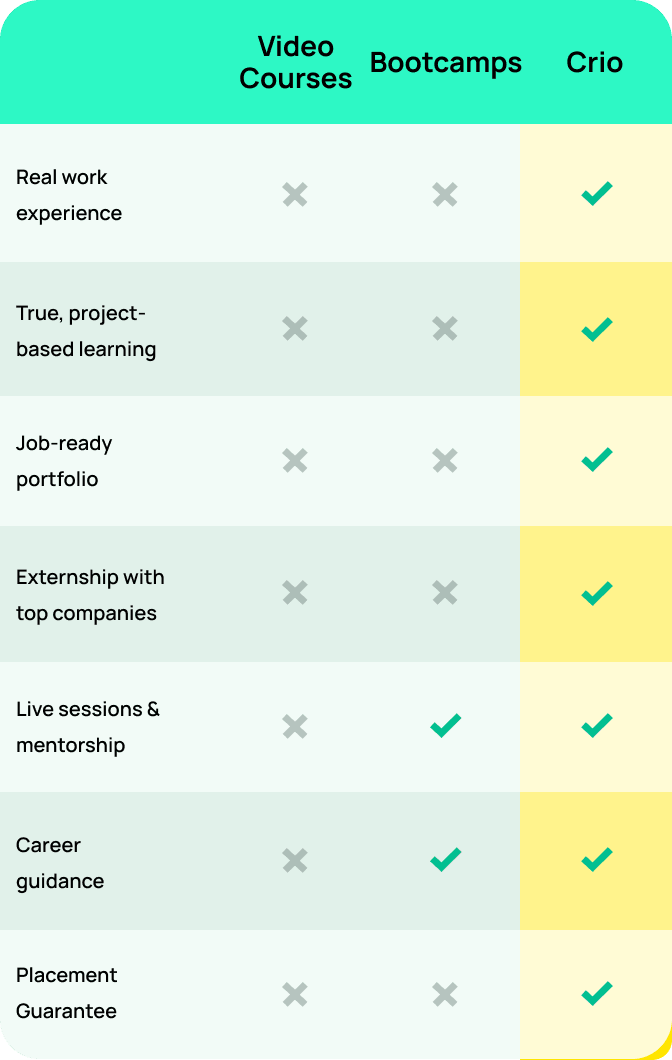 Video
Courses
Bootcamps
Crio
Real work
experience
True, project-
based learning
Job-ready
portfolio
Externship with
top companies
Live sessions &
mentorship
Career
guidance
Placement
Guarantee